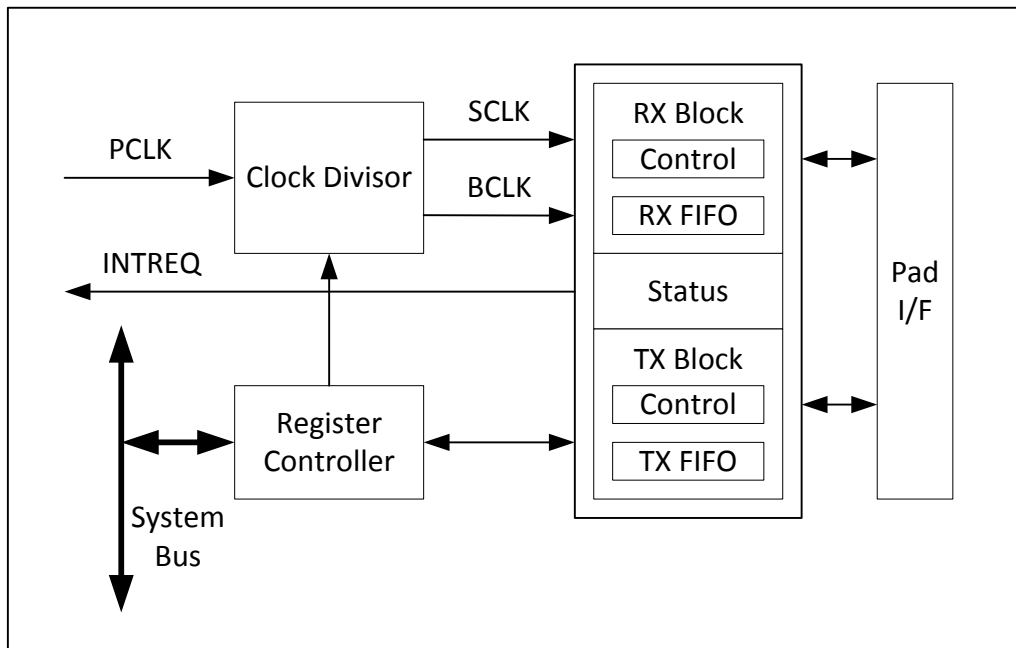 PCLK
Clock Divisor
SCLK
BCLK
INTREQ
RX Block
Control
RX FIFO
Status
TX Block
Control
TX FIFO
Pad
I/F
Register
Controller
System
Bus